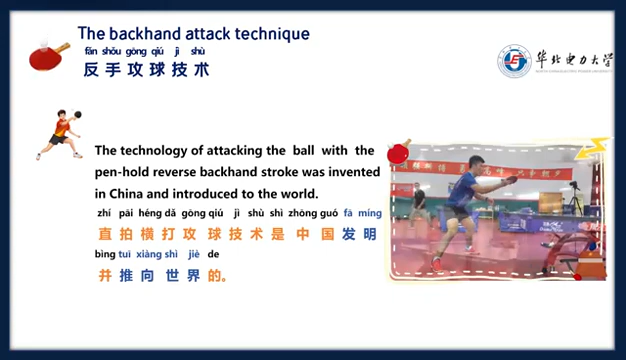 The backhand attack technique
fǎn shǒu gōng qiú jì shù
反手攻球技术
华北电力大学
The technology of attacking the ball with the
pen-hold reverse backhand stroke was invented
in China and introduced to the world.
zhí pāi héng dǎ gōng qiú jì shù shì zhōng guó fā míng
直拍横打攻球技术是中国发明
bìng tuì xiàng shì jiè de
并推向世界的。